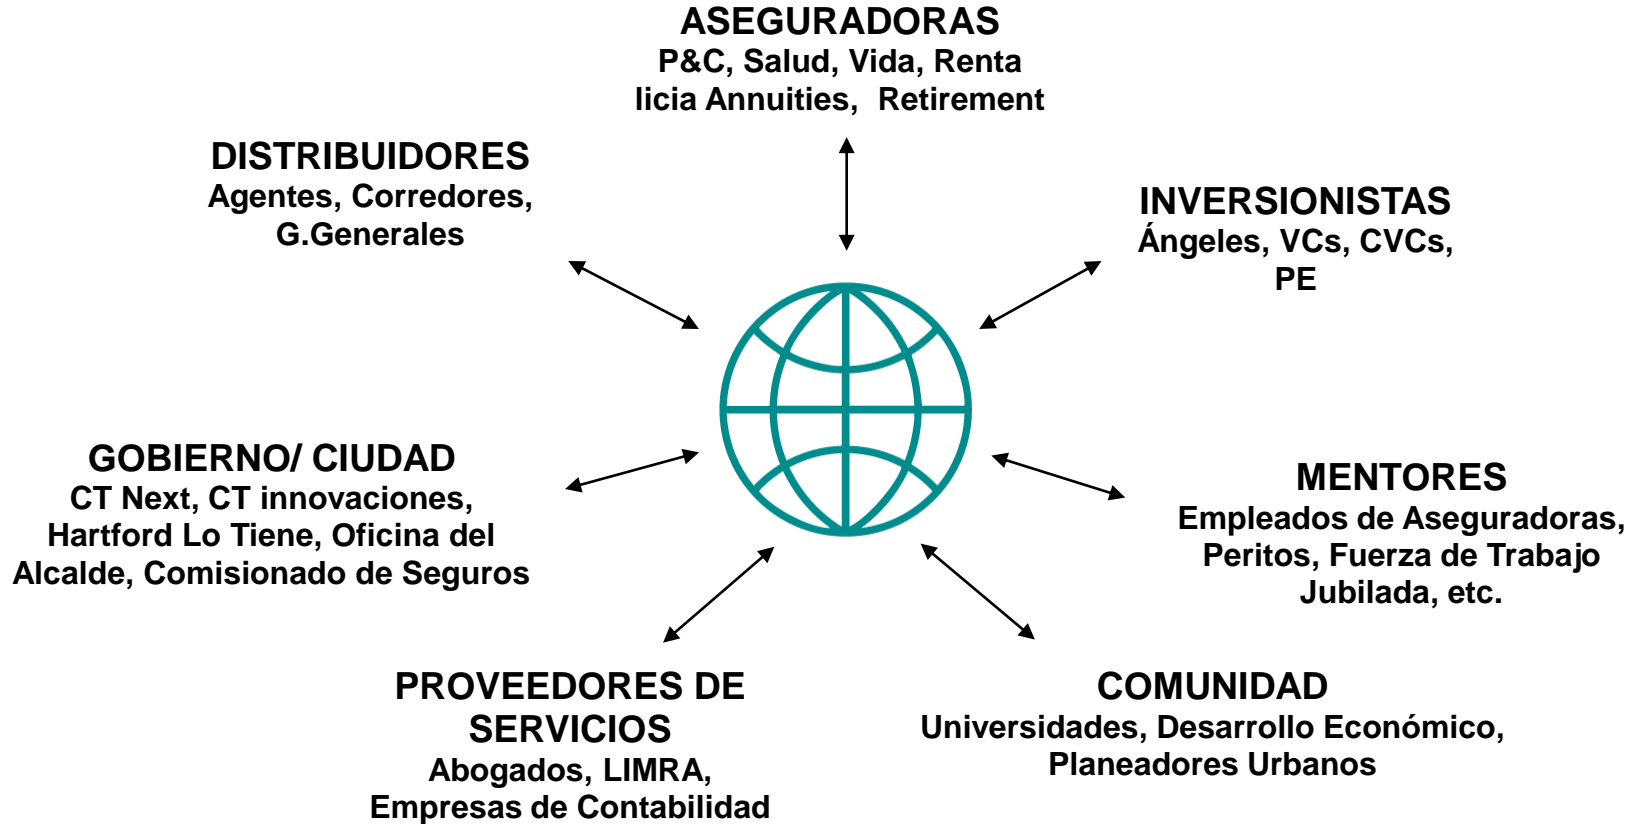 ASEGURADORAS
P&C, Salud, Vida, Renta
licia Annuities, Retirement
DISTRIBUIDORES
Agentes, Corredores,
G.Generales
INVERSIONISTAS
Ángeles, VCs, CVCs,
PE
GOBIERNO/ CIUDAD
CT Next, CT innovaciones,
Hartford Lo Tiene, Oficina del
Alcalde, Comisionado de Seguros
MENTORES
Empleados de Aseguradoras,
Peritos, Fuerza de Trabajo
Jubilada, etc.
PROVEEDORES DE
SERVICIOS
Abogados, LIMRA,
Empresas de Contabilidad
COMUNIDAD
Universidades, Desarrollo Económico,
Planeadores Urbanos